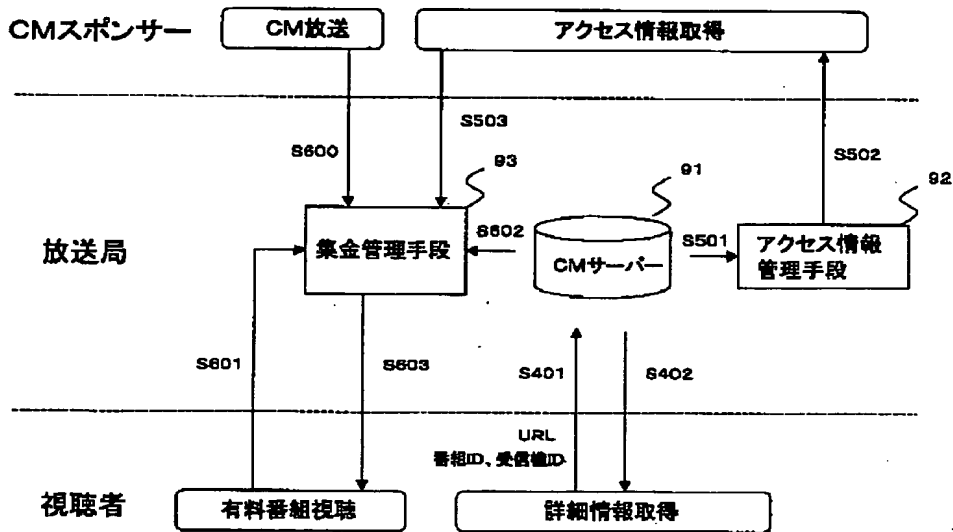 CMスポンサー
CM放送
アクセス情報取得
S503
S600
S502
93
91
92
放送局
集金管理手段
S602
CMサーバー
S501
アクセス情報
管理手段
S601
S603
S401
S402
URL
番組ID、受信機ID
視聴者
有料番組視聴
詳細情報取得